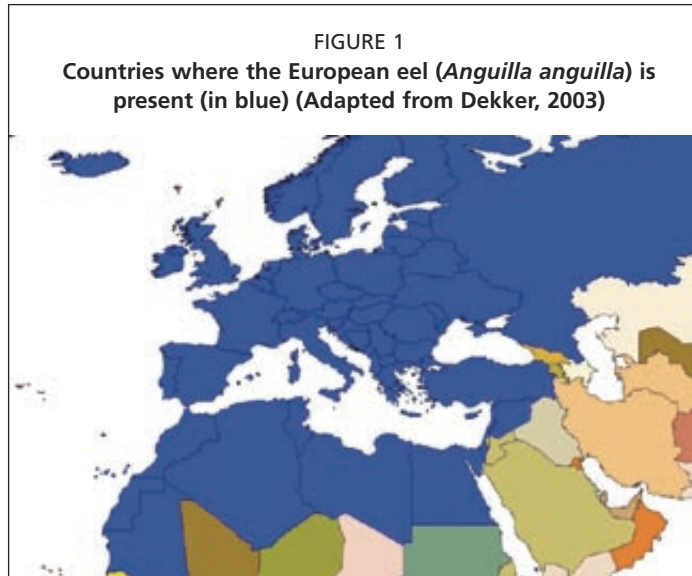 FIGURE 1
Countries where the European eel (Anguilla anguilla) is
present (in blue) (Adapted from Dekker, 2003)